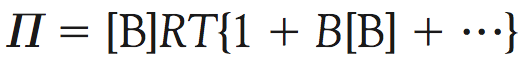 Π = [B]RT{1 + B[B] + ⋯}